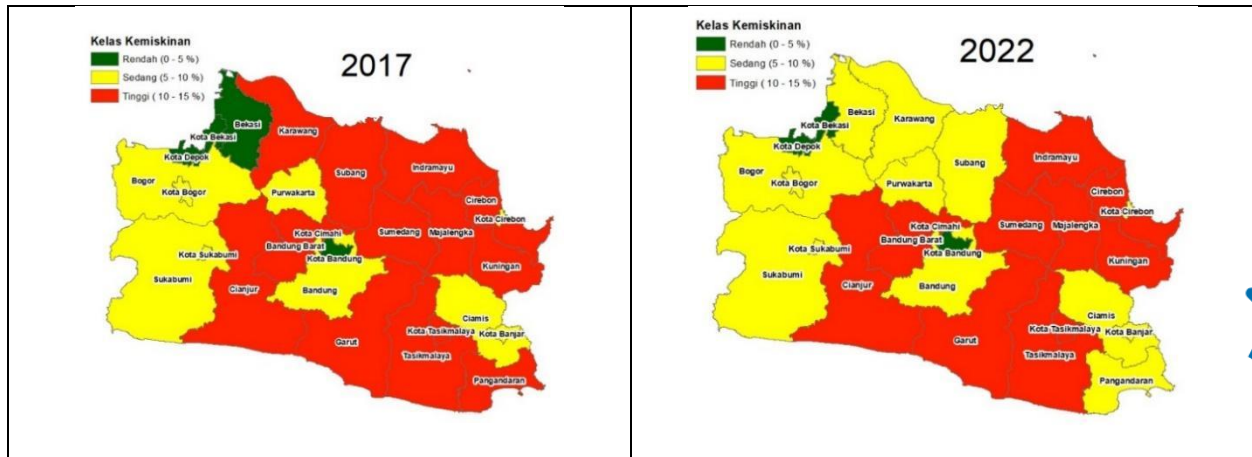 Kelas Kemiskinan
Rendah (0 - 5 %)
Sedang (5 - 10 %)
Tinggi ( 10 - 15 %)
2017
Bekasi
Kota Bekasi
Karawang
Kota Depok
Bogor
Kota Bogor
Purwakarta
Subang
Indramayu
Cirebon
Kota Cirebon
Kota Cimahi
Sumedang
Majalengka
Bandung Barat
Kota Bandung
Kota Sukabumi
Kuningan
Sukabumi
Cianjur
Bandung
Ciamis
Kota Tasikmalaya
Kota Banjar
Garut
Tasikmalaya
Pangandaran
Kelas Kemiskinan
Rendah (0 - 5 %)
Sedang (5 - 10 %)
Tinggi ( 10 - 15 %)
2022
Bekasi
Kota Bekasi
Karawang
Kota Depok
Subang
Indramayu
Bogor
Kota Bogor
Purwakarta
Cirebon
Kota Cirebon
Kota Cimahi
Sumedang
Majalengka
Bandung Barat
Kota Bandung
Kota Sukabumi
Kuningan
Sukabumi
Cianjur
Bandung
Ciamis
Kota Tasikmalaya
Kota Banjar
Garut
Tasikmalaya
Pangandaran